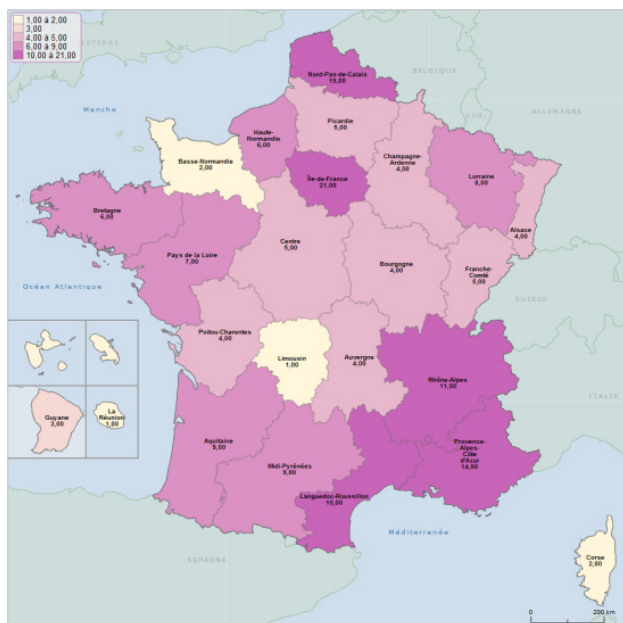 1,00 à 2,00
3,00
4,00 à 5,00
6,00 à 9,00
10,00 à 21,00
LETERRE
BELGIQUE
LUX.
ALLEMAGNE
Manche
Nord-Pas-de-Calais
Picardie
5,00
Haute-
Normandie
6,00
Basse-Normandie
2,00
Île-de-France
21,00
Champagne-
Ardenne
4,00
Lorraine
6,00
Alsace
4,00
Bretagne
6,00
Pays de la Loire
7,00
Centre
5,00
Bourgogne
4,00
Franche-
Comté
5,00
Océan Atlantique
SUISSE
Poitou-Charentes
4,00
Limousin
1,00
Auvergne
4,00
Rhône-Alpes
11,00
ITALIE
Guyane
3,00
La
Réunion
1,00
Aquitaine
9,00
Midi-Pyrénées
9,00
Languedoc-Roussillon
10,00
Provense-
Alpes-
Côte
d'Azur
14,00
Méditerranée
ESPAGNE
Corse
2,00
0 200 km